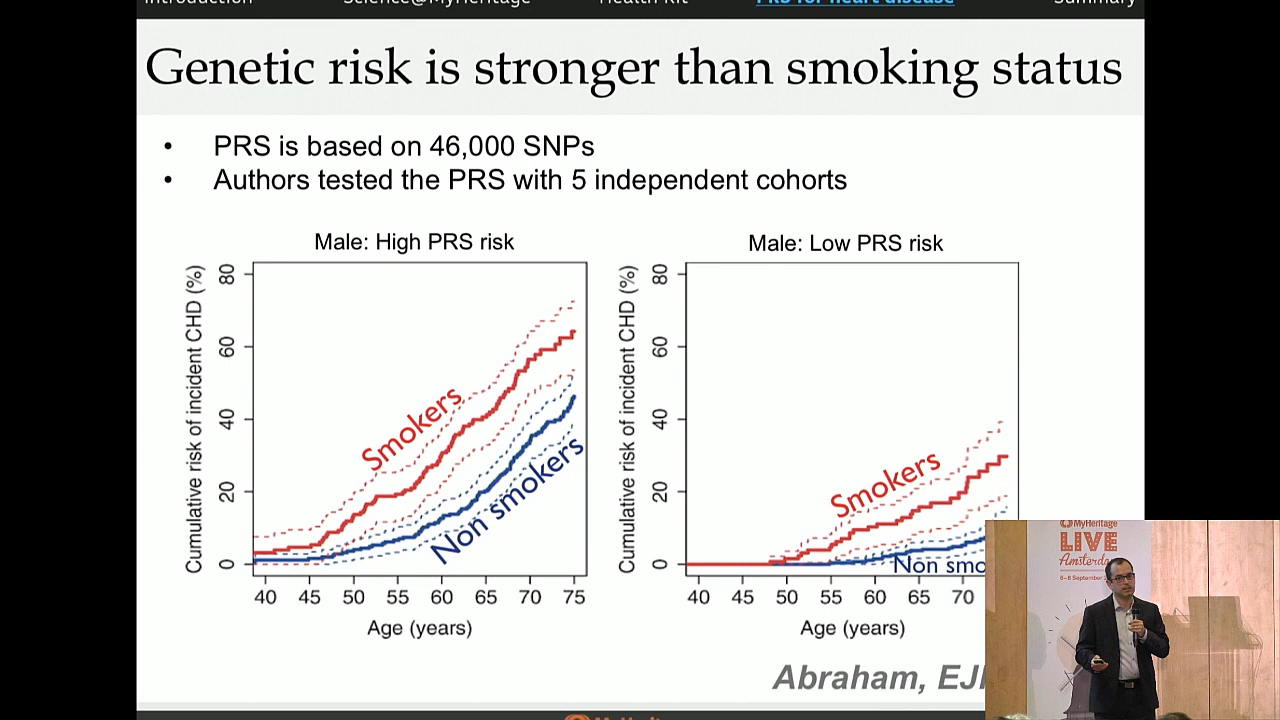 Introduction Science@MyHeritage Health Kit PRS for heart disease Summary
Genetic risk is stronger than smoking status
• PRS is based on 46,000 SNPs
• Authors tested the PRS with 5 independent cohorts
Male: High PRS risk
Cumulative risk of incident CHD (%)
80
60
40
20
0
Smokers
Non smokers
40 45 50 55 60 65 70 75
Age (years)
Male: Low PRS risk
Cumulative risk of incident CHD (%)
80
60
40
20
0
Smokers
Non smo
40 45 50 55 60 65 70
Age (years)
Abraham, EJ
MyHeritage
LIVE
Amsterda